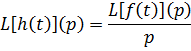 L[h(t)](p) = L[f(t)](p) / p